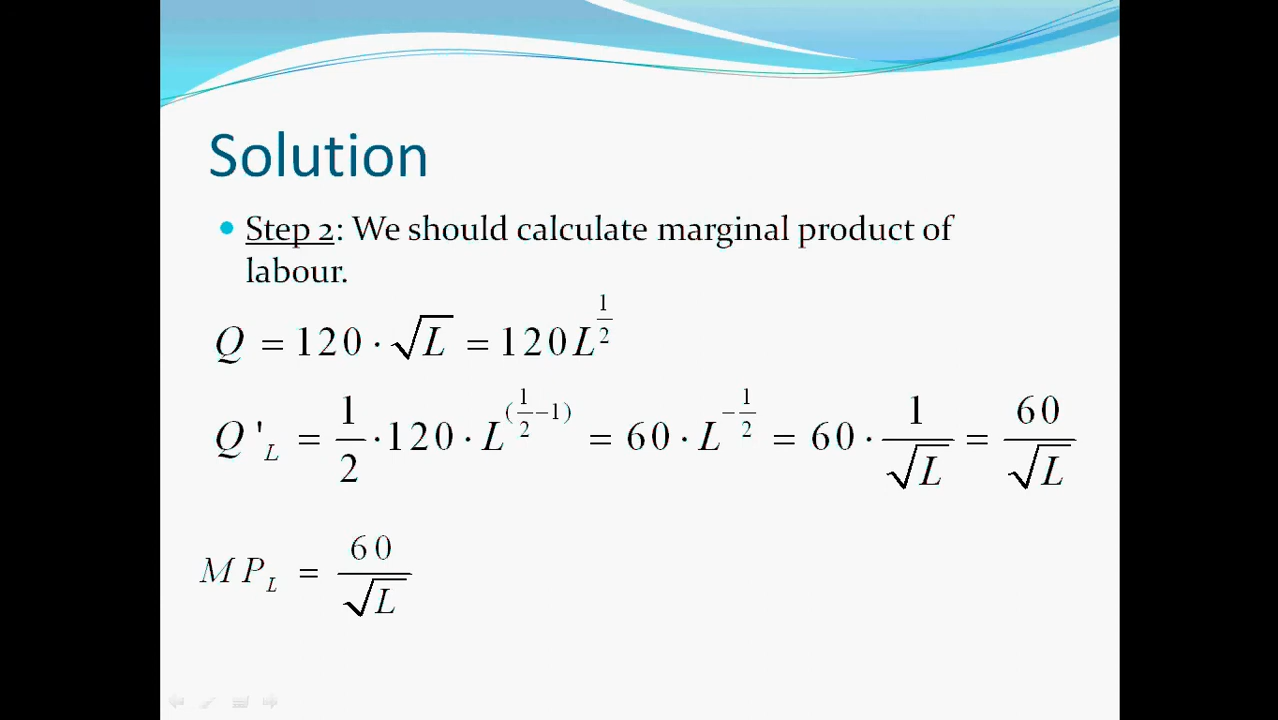 Solution
Step 2: We should calculate marginal product of
labour.
Q = 120 · √L = 120L^(1/2)
Q'_L = 1/2 · 120 · L^(1/2 − 1) = 60 · L^(−1/2) = 60 · 1/√L = 60/√L
MP_L = 60/√L